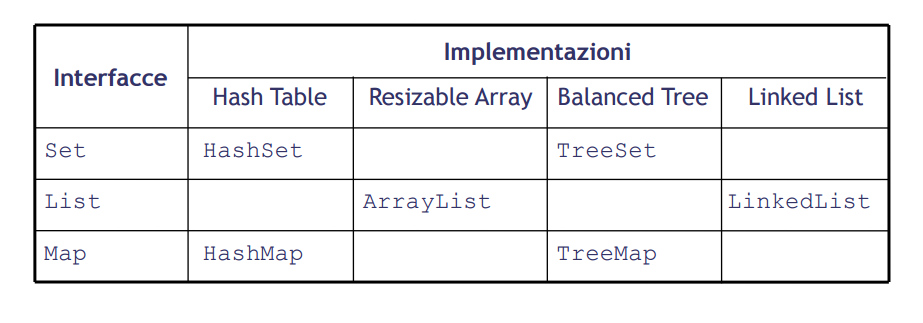 Interfacce
Implementazioni
Hash Table Resizable Array Balanced Tree Linked List
Set HashSet TreeSet
List ArrayList LinkedList
Map HashMap TreeMap